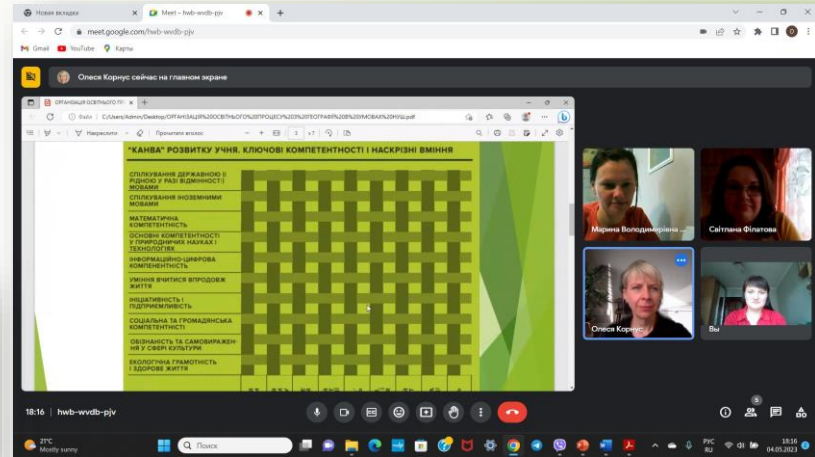 Новая вкладка
Meet – hwb-wvdb-pjv
meet.google.com/hwb-wvdb-pjv
Gmail
YouTube
Карты
Олеся Корнус сейчас на главном экране
Файл
C:/Users/Admin/Desktop/ОРГАНІЗАЦІЯ%20ОСВІТНЬОГО%20ПРОЦЕСУ%203%20ГЕОГРАФІЇ%20В%20УМОВАХ%20НУШ.pdf
Накреслити
Прочитати вголос
3
з 7
"КАНВА" РОЗВИТКУ УЧНЯ. КЛЮЧОВІ КОМПЕТЕНТНОСТІ І НАСКРІЗНІ ВМІННЯ
СПІЛКУВАННЯ ДЕРЖАВНОЮ (І
РІДНОЮ У РАЗІ ВІДМІННОСТІ)
МОВАМИ
СПІЛКУВАННЯ ІНОЗЕМНИМИ
МОВАМИ
МАТЕМАТИЧНА
КОМПЕТЕНТНІСТЬ
ОСНОВНІ КОМПЕТЕНТНОСТІ
У ПРИРОДНИЧИХ НАУКАХ І
ТЕХНОЛОГІЯХ
ІНФОРМАЦІЙНО-ЦИФРОВА
КОМПЕНЕНТНІСТЬ
УМІННЯ ВЧИТИСЯ ВПРОДОВЖ
ЖИТТЯ
ІНІЦІАТИВНІСТЬ І
ПІДПРИЄМЛИВІСТЬ
СОЦІАЛЬНА ТА ГРОМАДЯНСЬКА
КОМПЕТЕНТНІСТІ
ОБІЗНАНІСТЬ ТА САМОВИРАЖЕН-
НЯ У СФЕРІ КУЛЬТУРИ
ЕКОЛОГІЧНА ГРАМОТНІСТЬ
І ЗДОРОВЕ ЖИТТЯ
Марина Володимирівна ...
Світлана Філатова
Олеся Корнус
Вы
18:16 | hwb-wvdb-pjv
5
21°C
Mostly sunny
Поиск
РУС
RU
18:16
04.05.2023